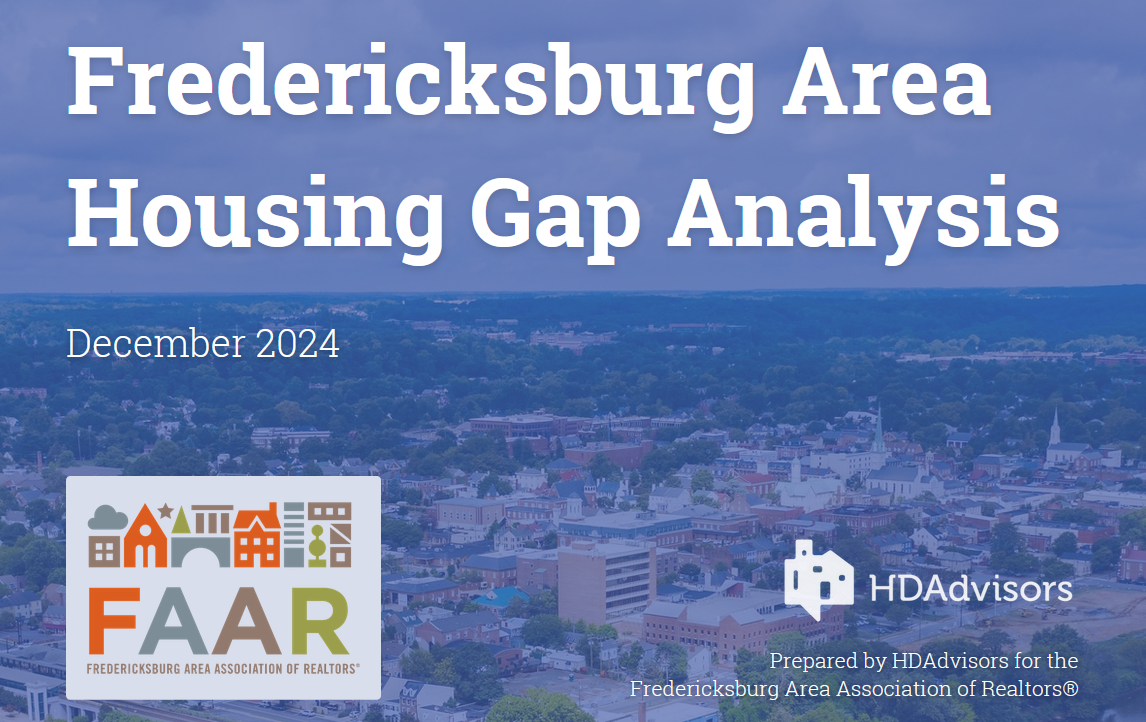 Fredericksburg Area
Housing Gap Analysis
December 2024
FAAR
FREDERICKSBURG AREA ASSOCIATION OF REALTORS®
HDAdvisors
Prepared by HDAdvisors for the
Fredericksburg Area Association of Realtors®